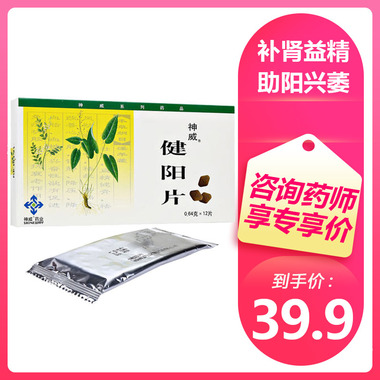 补肾益精
助阳兴萎
咨询药师
享专享价
到手价:
39.9
神威系列药品
神威®
健阳片
0.64克×12片
神威药业